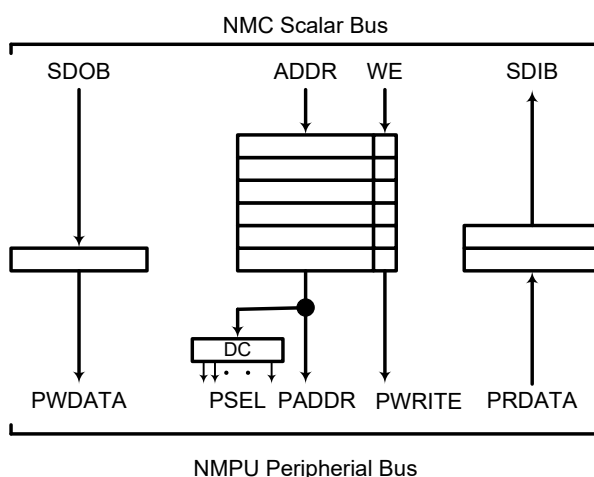 NMC Scalar Bus
SDOB ADDR WE SDIB
DC
PWDATA PSEL PADDR PWRITE PRDATA
NMPU Peripherial Bus